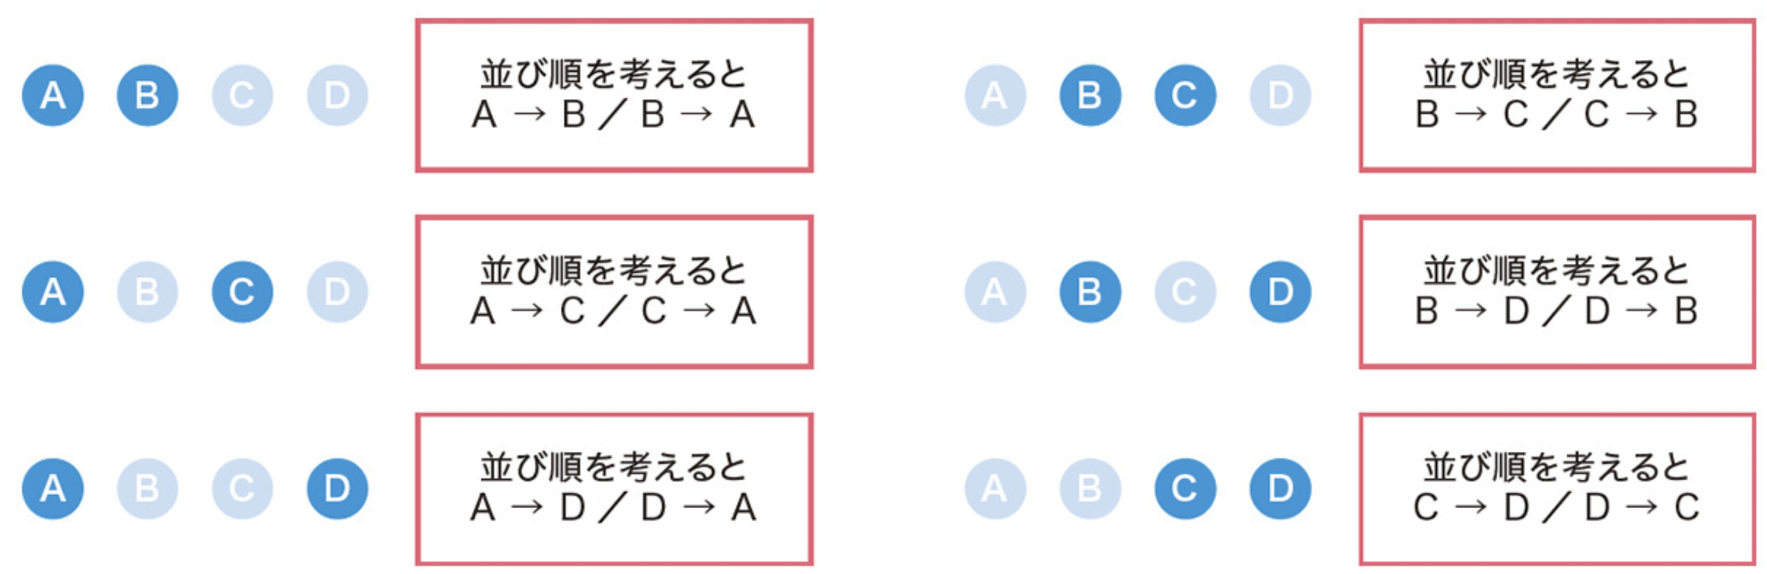 A B C D
並び順を考えると
A → B ／ B → A
A B C D
並び順を考えると
B → C ／ C → B
A B C D
並び順を考えると
A → C ／ C → A
A B C D
並び順を考えると
B → D ／ D → B
A B C D
並び順を考えると
A → D ／ D → A
A B C D
並び順を考えると
C → D ／ D → C